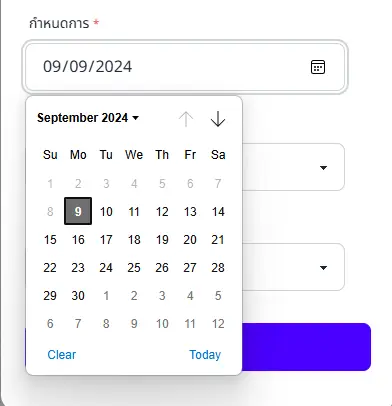 กำหนดการ *
09/09/2024
September 2024
Su Mo Tu We Th Fr Sa
1 2 3 4 5 6 7
8 9 10 11 12 13 14
15 16 17 18 19 20 21
22 23 24 25 26 27 28
29 30 1 2 3 4 5
6 7 8 9 10 11 12
Clear Today